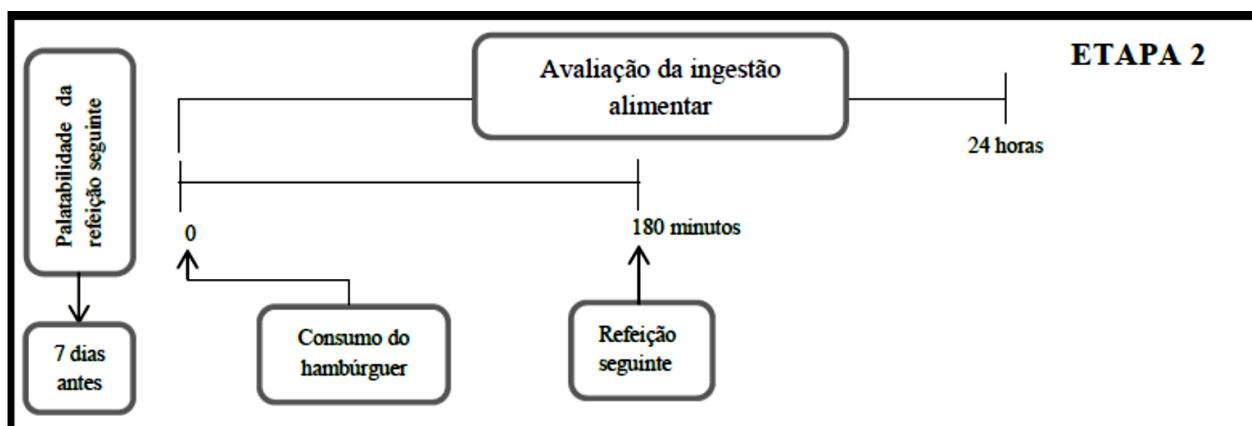 ETAPA 2
Avaliação da ingestão
alimentar
Palatabilidade da
refeição seguinte
24 horas
0
180 minutos
7 dias
antes
Consumo do
hambúrguer
Refeição
seguinte